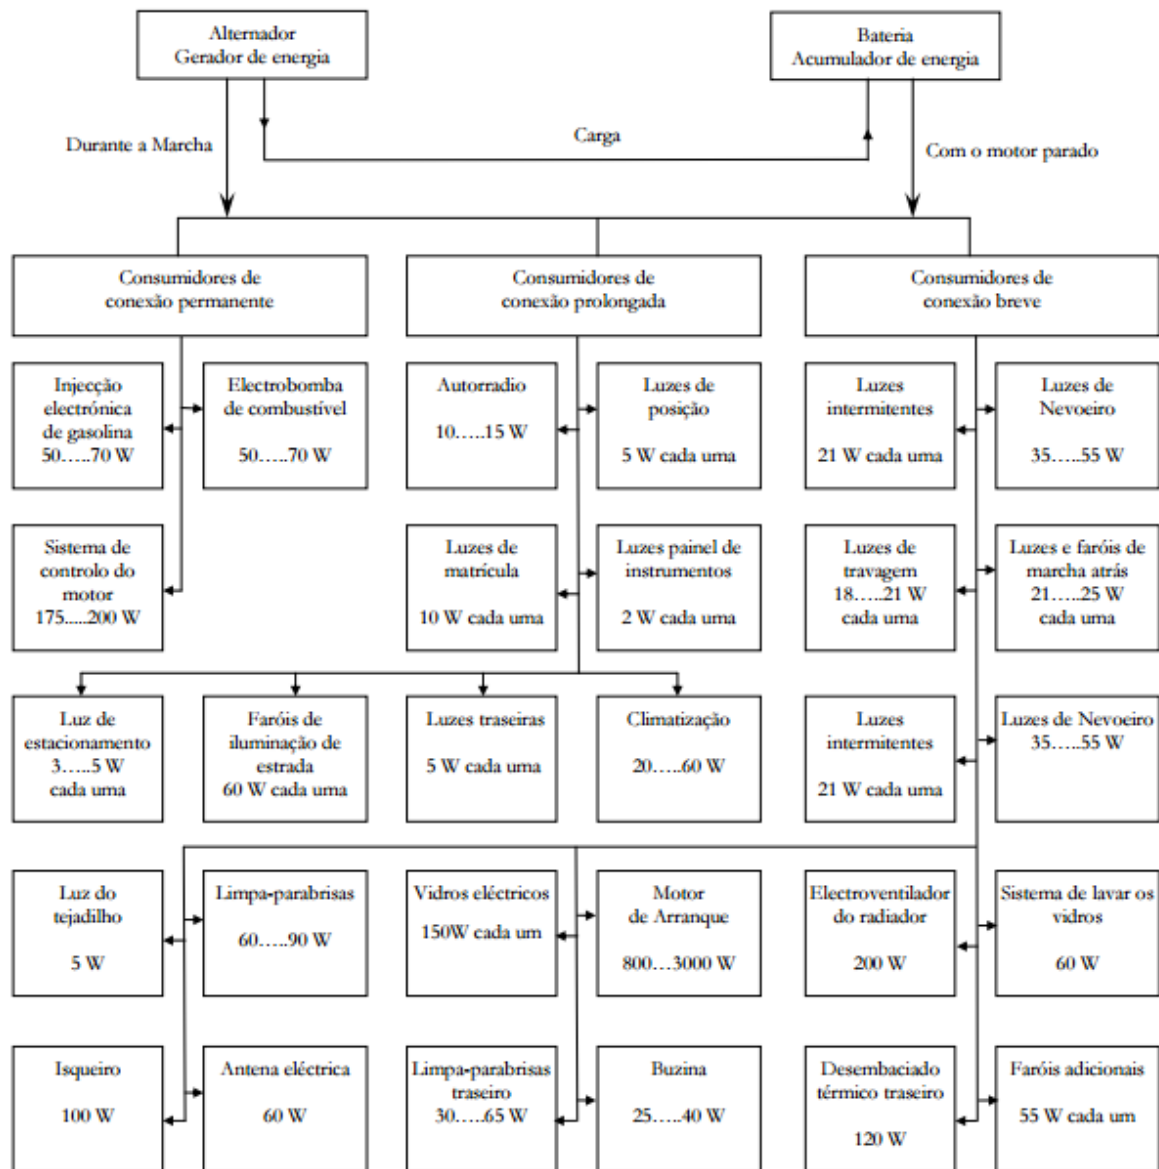 Alternador
Gerador de energia
Bateria
Acumulador de energia
Durante a Marcha
Carga
Com o motor parado
Consumidores de
conexão permanente
Consumidores de
conexão prolongada
Consumidores de
conexão breve
Injecção
electrónica
de gasolina
50.....70 W
Electrobomba
de combustível
50.....70 W
Autorradio
10.....15 W
Luzes de
posição
5 W cada uma
Luzes
intermitentes
21 W cada uma
Luzes de
Nevoeiro
35.....55 W
Sistema de
controlo do
motor
175.....200 W
Luzes de
matrícula
10 W cada uma
Luzes painel de
instrumentos
2 W cada uma
Luzes de
travagem
18.....21 W
cada uma
Luzes e faróis de
marcha atrás
21.....25 W
cada uma
Luz de
estacionamento
3.....5 W
cada uma
Faróis de
iluminação de
estrada
60 W cada uma
Luzes traseiras
5 W cada uma
Climatização
20.....60 W
Luzes
intermitentes
21 W cada uma
Luzes de Nevoeiro
35.....55 W
Luz do
tejadilho
5 W
Limpa-parabrisas
60.....90 W
Vidros eléctricos
150W cada um
Motor
de Arranque
800...3000 W
Electroventilador
do radiador
200 W
Sistema de lavar os
vidros
60 W
Isqueiro
100 W
Antena eléctrica
60 W
Limpa-parabrisas
traseiro
30.....65 W
Buzina
25.....40 W
Desembaciado
térmico traseiro
120 W
Faróis adicionais
55 W cada um